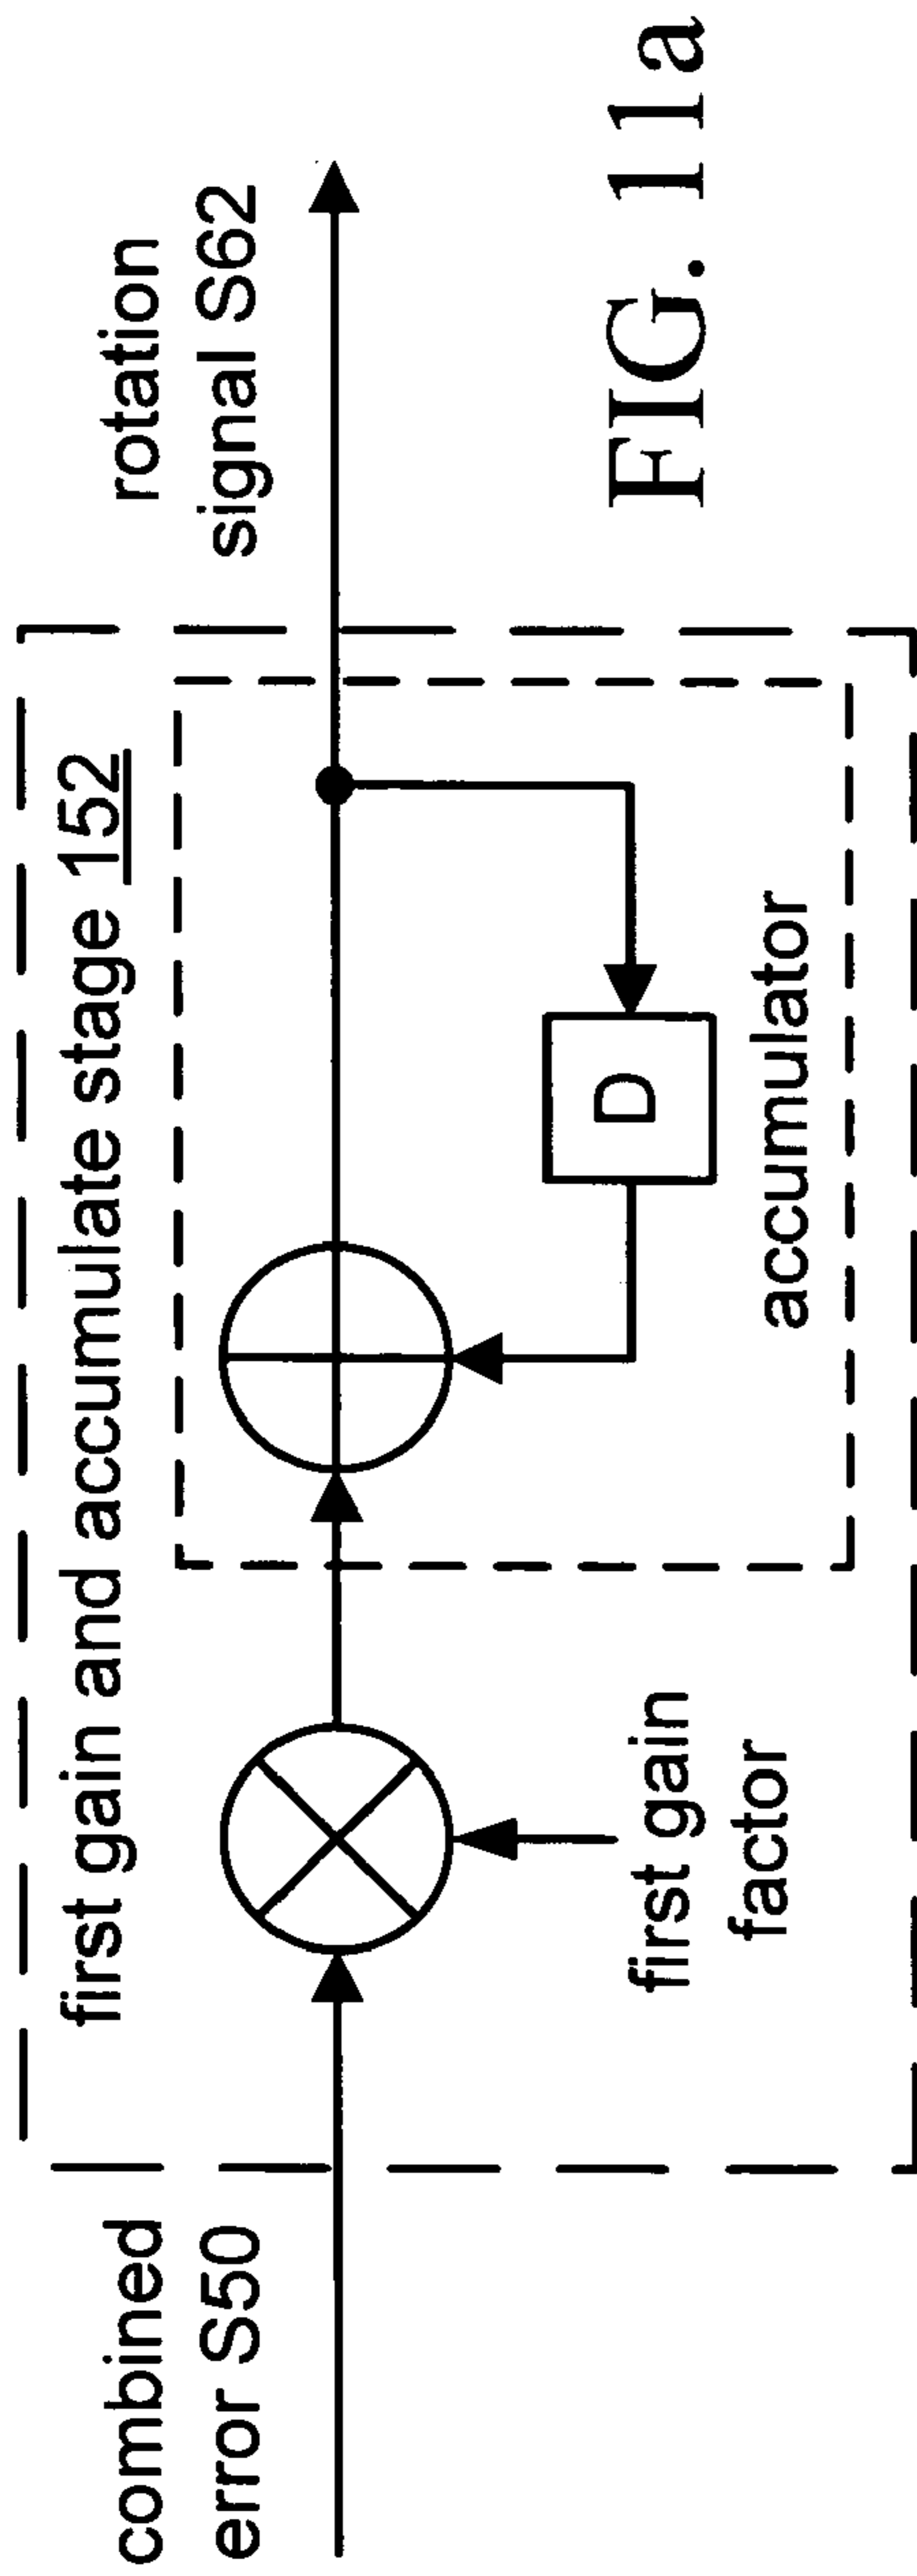 first gain and accumulate stage 152
combined
error S50
rotation
signal S62
first gain
factor
D
accumulator
FIG. 11a